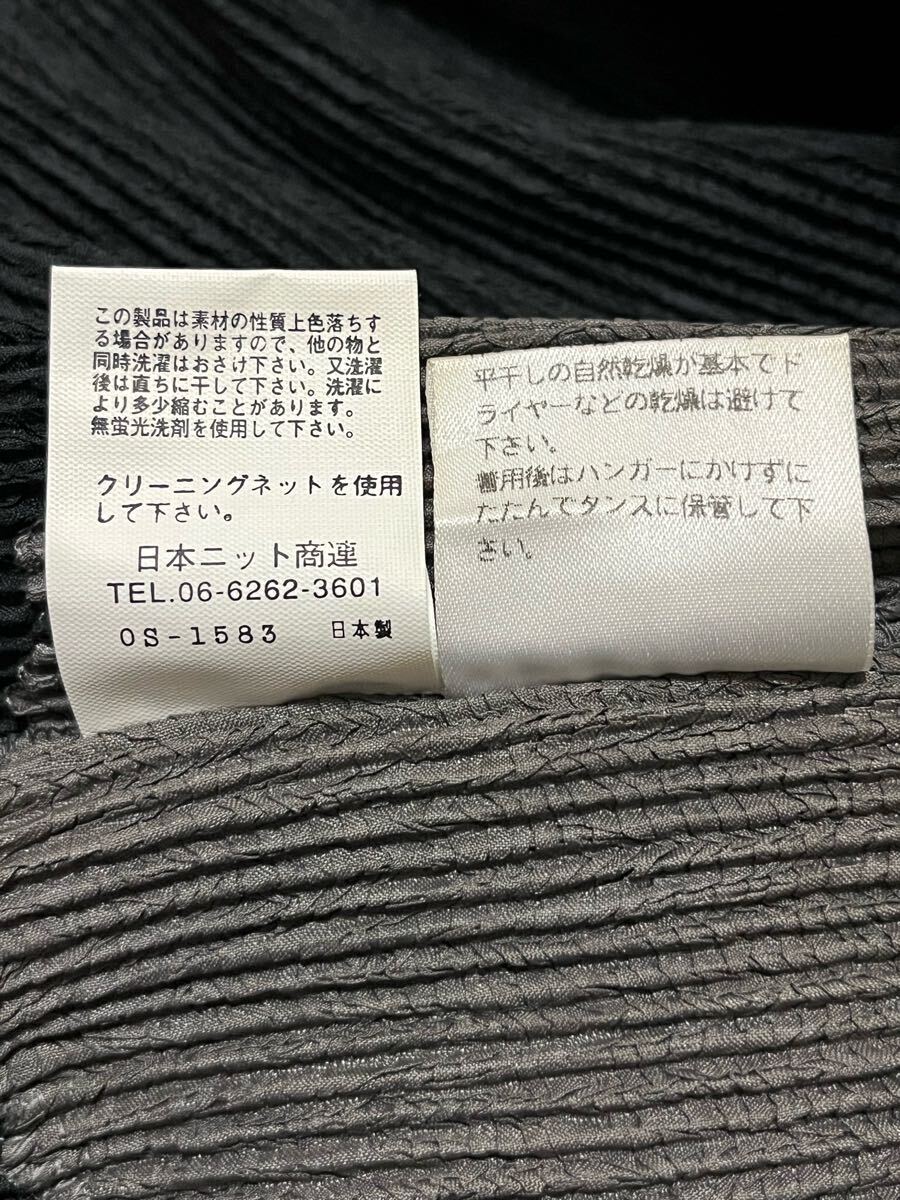 この製品は素材の性質上色落ちす
る場合がありますので、他の物と
同時洗濯はおさけ下さい。又洗濯
後は直ちに干して下さい。洗濯に
より多少縮むことがあります。
無蛍光洗剤を使用して下さい。
クリーニングネットを使用
して下さい。
日本ニット商連
TEL.06-6262-3601
OS-1583 日本製
平干しの自然乾燥が基本でド
ライヤーなどの乾燥は避けて
下さい。
着用後はハンガーにかけずに
たたんでタンスに保管して下
さい。